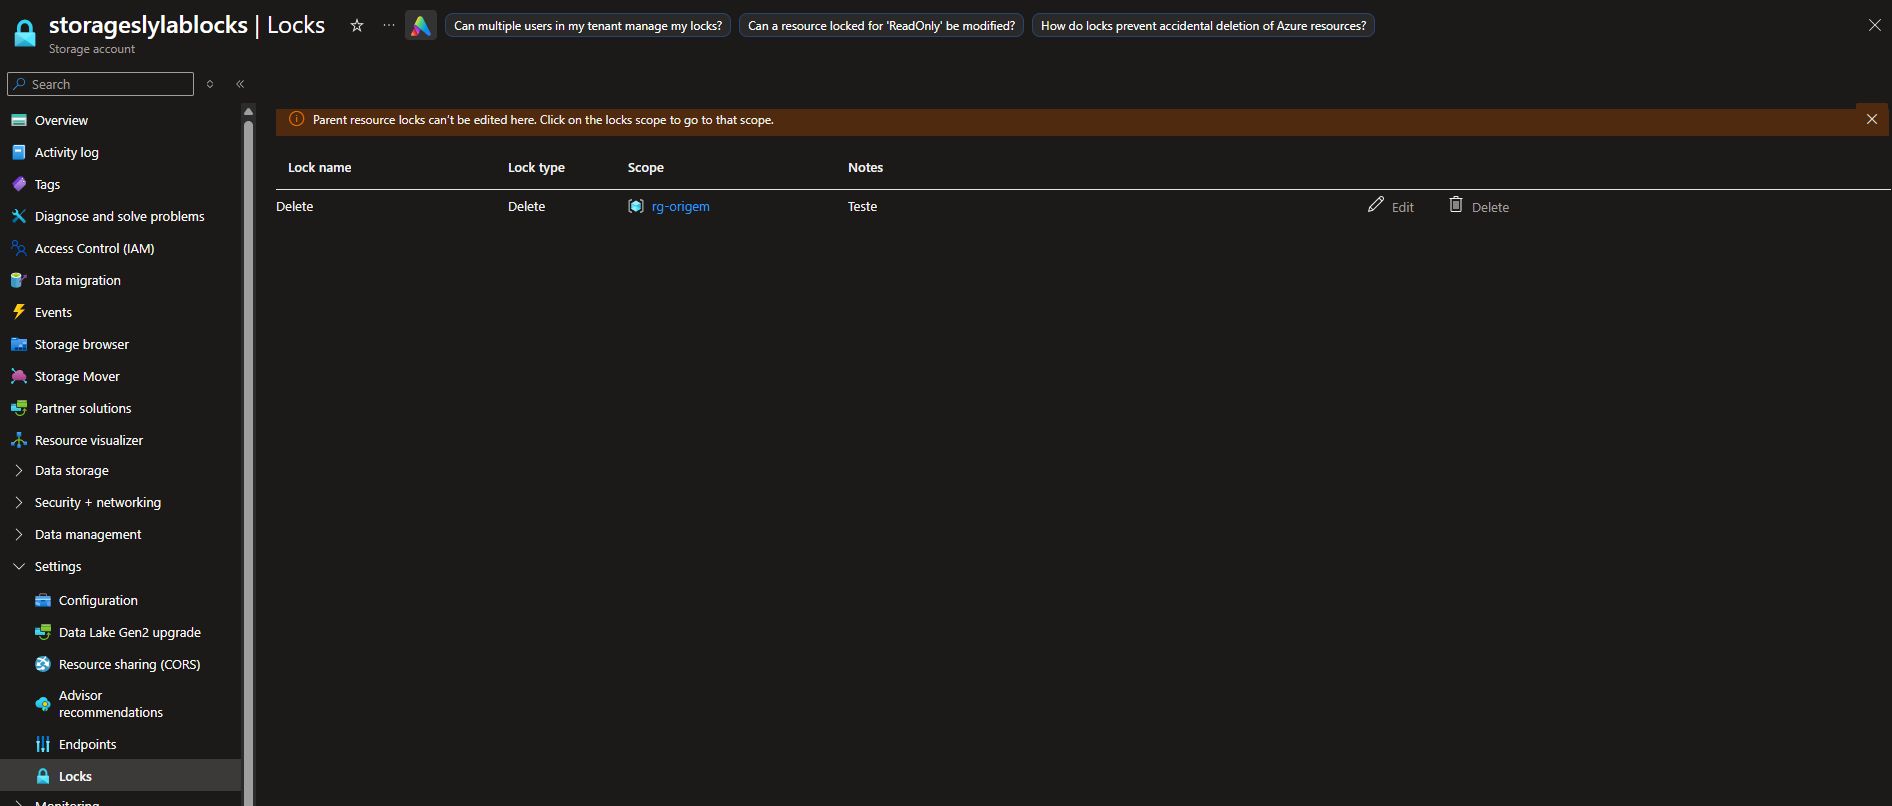 storageslylablocks | Locks
Storage account
Can multiple users in my tenant manage my locks?
Can a resource locked for 'ReadOnly' be modified?
How do locks prevent accidental deletion of Azure resources?
Search
Overview
Activity log
Tags
Diagnose and solve problems
Access Control (IAM)
Data migration
Events
Storage browser
Storage Mover
Partner solutions
Resource visualizer
Data storage
Security + networking
Data management
Settings
Configuration
Data Lake Gen2 upgrade
Resource sharing (CORS)
Advisor
recommendations
Endpoints
Locks
Monitoring
Parent resource locks can't be edited here. Click on the locks scope to go to that scope.
Lock name Lock type Scope Notes
Delete Delete rg-origem Teste Edit Delete